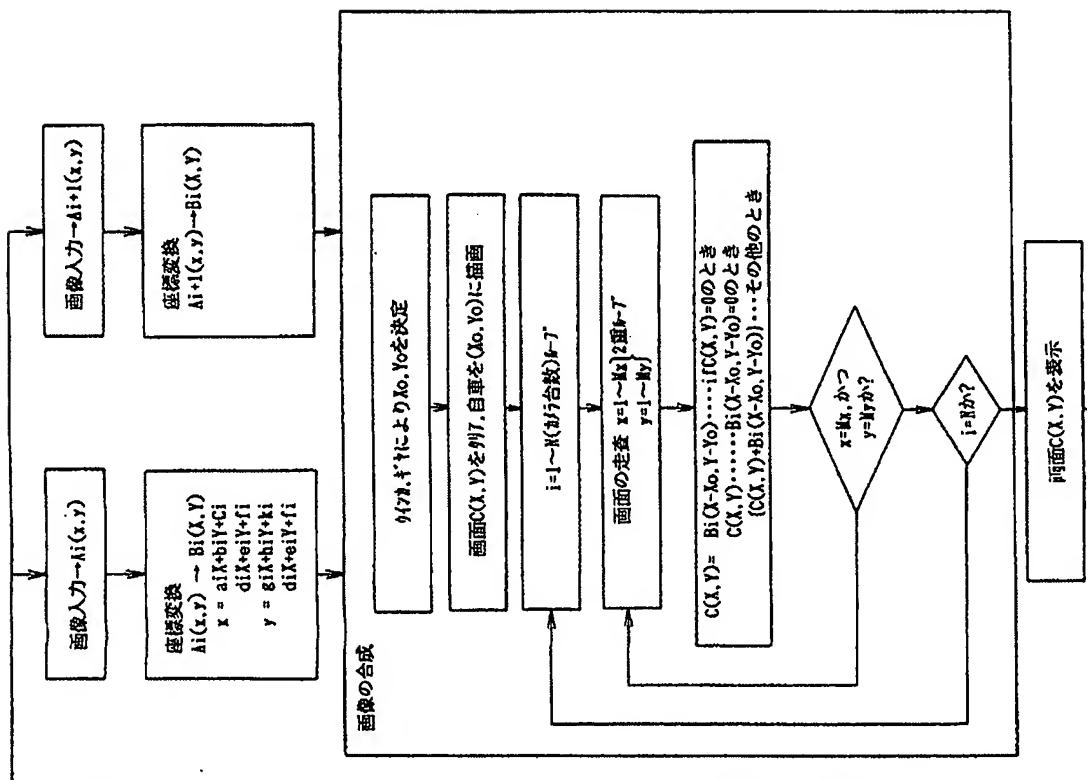 画像入力→Ai(x,y)
座標変換
Ai(x,y) → Bi(X,Y)
x = aiX+biY+Ci
diX+eiY+fi
y = giX+hiY+ki
diX+eiY+fi
画像入力→Ai+1(x,y)
座標変換
Ai+1(x,y)→Bi(X,Y)
画像の合成
ｳｲﾝｶ,ｷﾞﾔによりXo,Yoを決定
画面C(X,Y)をｸﾘｱ,自車を(Xo,Yo)に描画
i=1～N(ｶﾒﾗ台数)ﾙｰﾌﾟ
画面の走査 x=1～Mx}2重ﾙｰﾌﾟ
y=1～My
C(X,Y)= Bi(X-Xo,Y-Yo)‥‥ifC(X,Y)=0のとき
C(X,Y)‥‥‥Bi(X-Xo,Y-Yo)=0のとき
{C(X,Y)+Bi(X-Xo,Y-Yo)}‥‥その他のとき
x=Mx,かつ
y=Myか?
i=Nか?
画面C(X,Y)を表示